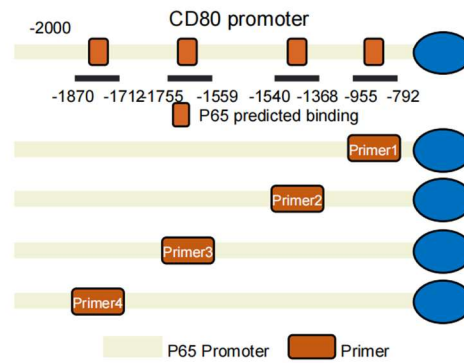 CD80 promoter
-2000
-1870 -1712 -1755 -1559 -1540 -1368 -955 -792
P65 predicted binding
Primer1
Primer2
Primer3
Primer4
P65 Promoter Primer